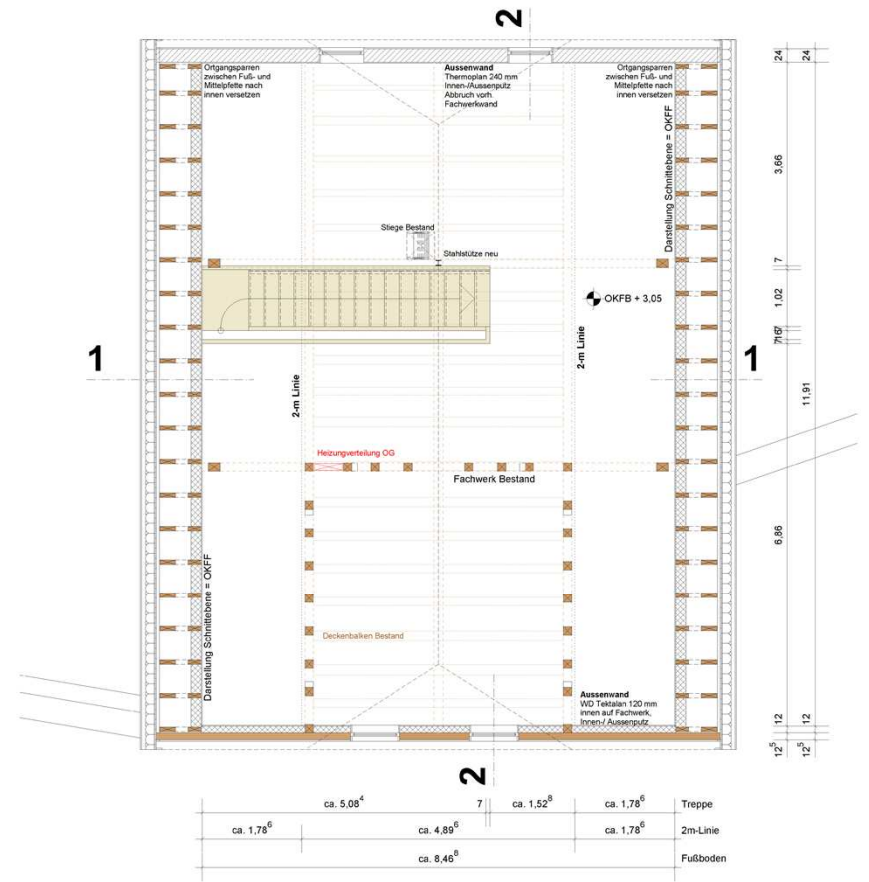 2
Ortgangsparren
zwischen Fuß- und
Mittelpfette nach
innen versetzen
Aussenwand
Thermoplan 240 mm
Innen-/Aussenputz
Abbruch vorh.
Fachwerkwand
Ortgangsparren
zwischen Fuß- und
Mittelpfette nach
innen versetzen
24
24
Darstellung Schnittebene = OKFF
3,66
Stiege Bestand
Stahlstütze neu
7
OKFB + 3,05
1,02
7
16
7
2-m Linie
1
1
2-m Linie
11,91
Heizungverteilung OG
Fachwerk Bestand
6,86
Darstellung Schnittebene = OKFF
Deckenbalken Bestand
Aussenwand
WD Tektalan 120 mm
innen auf Fachwerk,
Innen-/ Aussenputz
12
12
12⁵
12⁵
2
ca. 5,08⁴ 7 ca. 1,52⁸ ca. 1,78⁶ Treppe
ca. 1,78⁶ ca. 4,89⁶ ca. 1,78⁶ 2m-Linie
ca. 8,46⁸ Fußboden